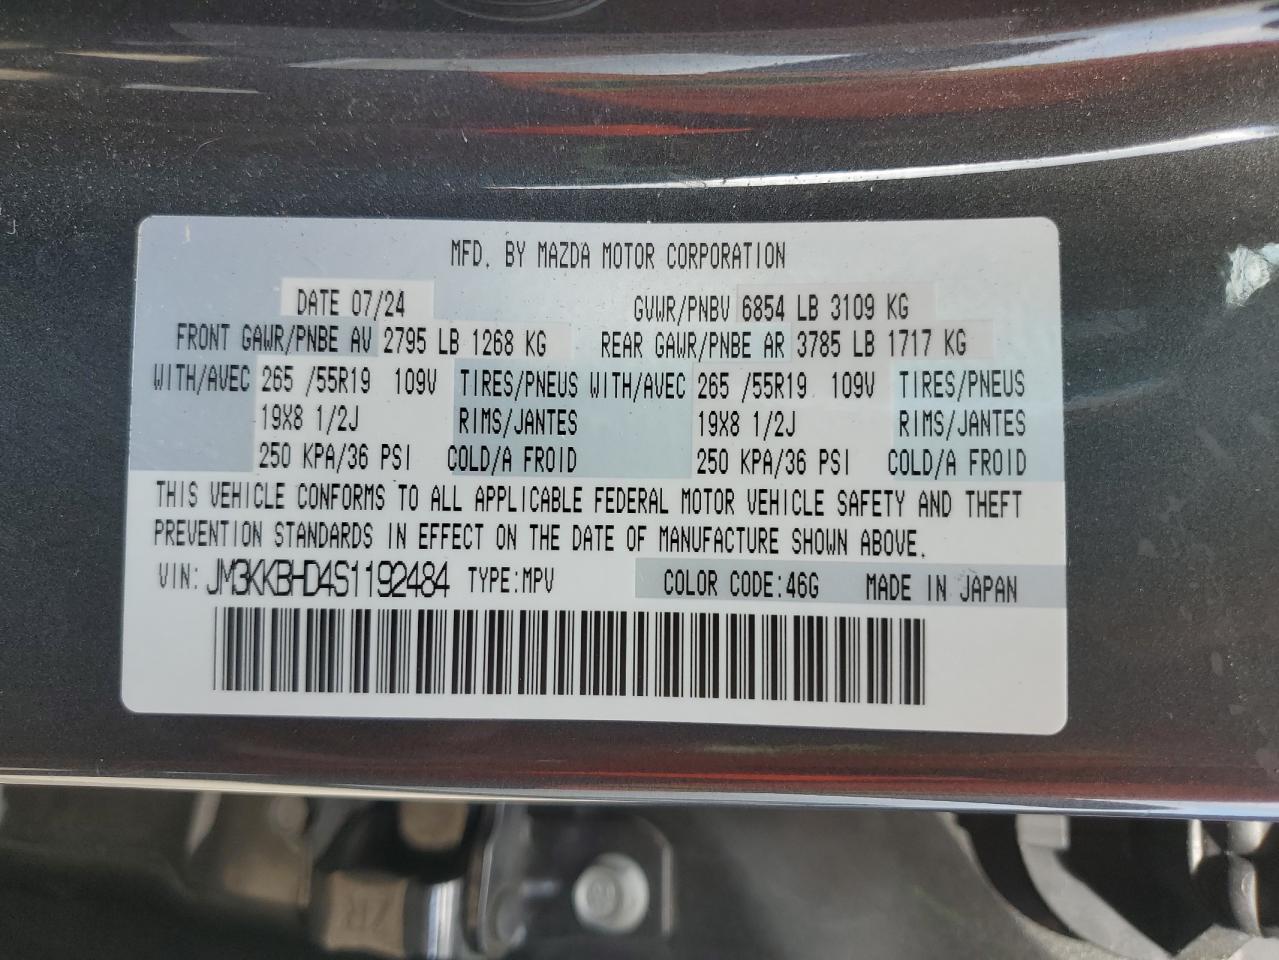 MFD. BY MAZDA MOTOR CORPORATION
DATE 07/24 GVWR/PNBV 6854 LB 3109 KG
FRONT GAWR/PNBE AV 2795 LB 1268 KG REAR GAWR/PNBE AR 3785 LB 1717 KG
WITH/AVEC 265 /55R19 109V TIRES/PNEUS WITH/AVEC 265 /55R19 109V TIRES/PNEUS
19X8 1/2J RIMS/JANTES 19X8 1/2J RIMS/JANTES
250 KPA/36 PSI COLD/A FROID 250 KPA/36 PSI COLD/A FROID
THIS VEHICLE CONFORMS TO ALL APPLICABLE FEDERAL MOTOR VEHICLE SAFETY AND THEFT
PREVENTION STANDARDS IN EFFECT ON THE DATE OF MANUFACTURE SHOWN ABOVE.
VIN: JM3KKBHD4S1192484 TYPE:MPV COLOR CODE:46G MADE IN JAPAN
ZR